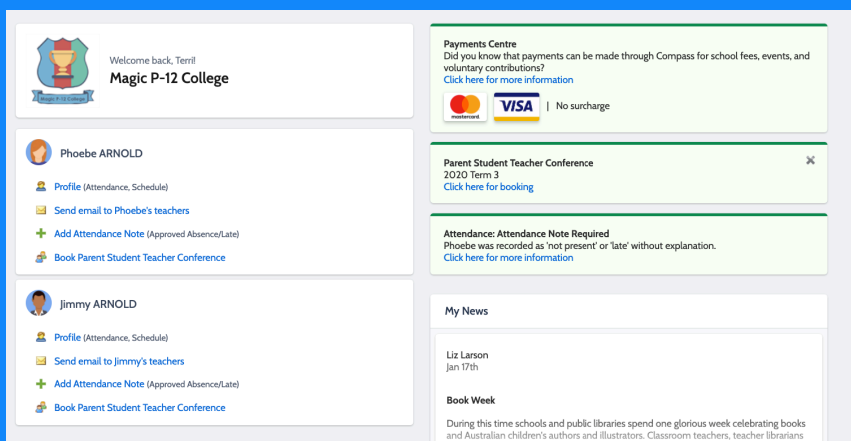 Welcome back, Terri!
Magic P-12 College
Magic P-12 College
Phoebe ARNOLD
Profile (Attendance, Schedule)
Send email to Phoebe's teachers
Add Attendance Note (Approved Absence/Late)
Book Parent Student Teacher Conference
Jimmy ARNOLD
Profile (Attendance, Schedule)
Send email to Jimmy's teachers
Add Attendance Note (Approved Absence/Late)
Book Parent Student Teacher Conference
Payments Centre
Did you know that payments can be made through Compass for school fees, events, and
voluntary contributions?
Click here for more information
mastercard. VISA | No surcharge
Parent Student Teacher Conference
2020 Term 3
Click here for booking
Attendance: Attendance Note Required
Phoebe was recorded as 'not present' or 'late' without explanation.
Click here for more information
My News
Liz Larson
Jan 17th
Book Week
During this time schools and public libraries spend one glorious week celebrating books
and Australian children's authors and illustrators. Classroom teachers, teacher librarians